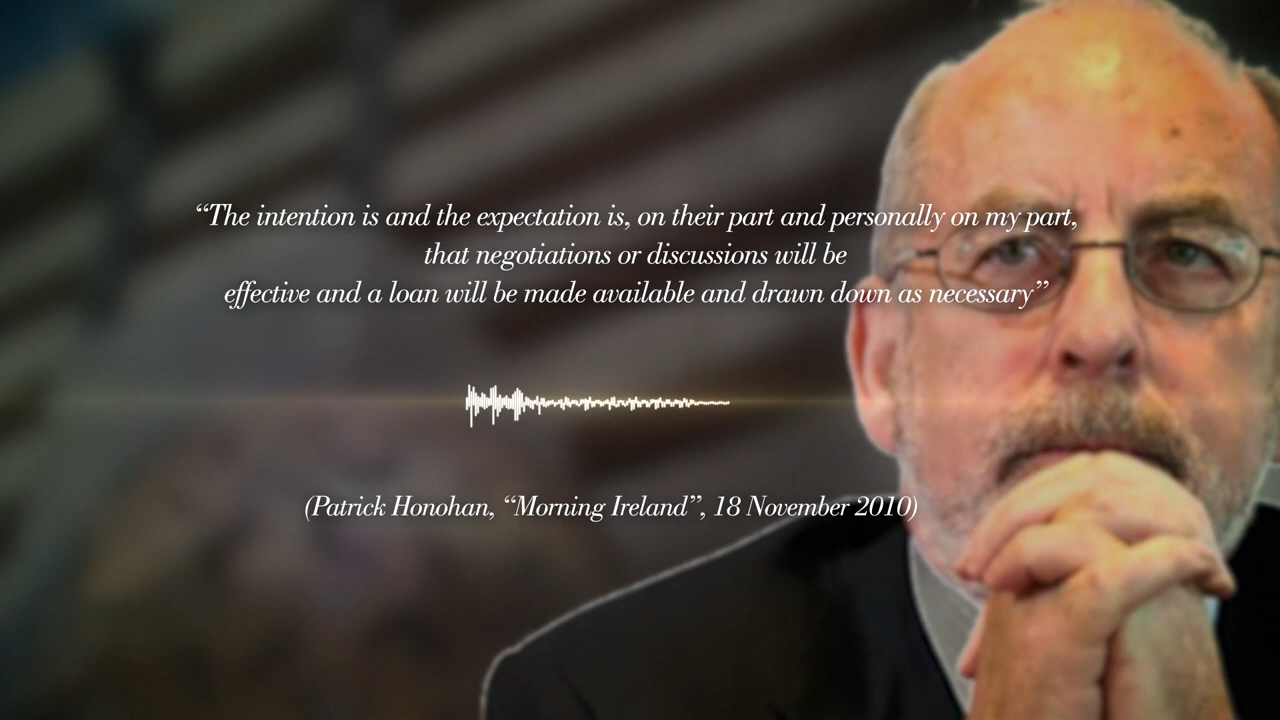 “The intention is and the expectation is, on their part and personally on my part,
that negotiations or discussions will be
effective and a loan will be made available and drawn down as necessary”
(Patrick Honohan, “Morning Ireland”, 18 November 2010)